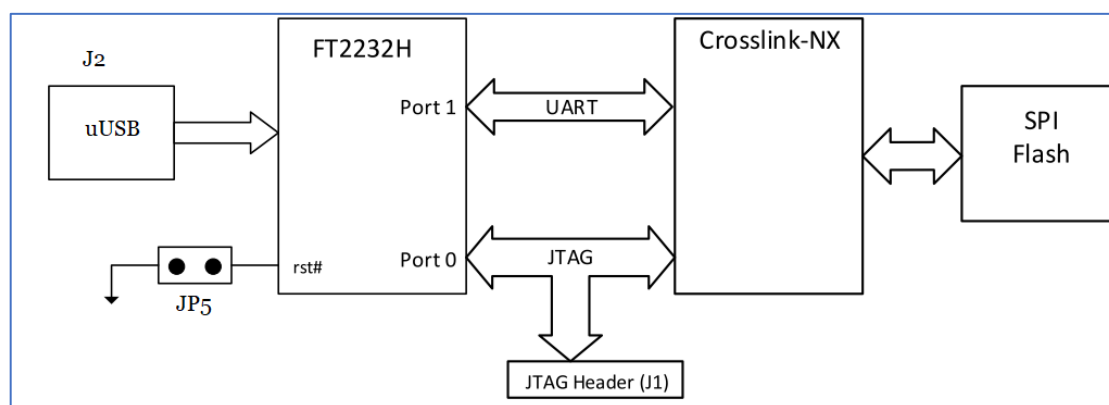 J2
uUSB
FT2232H
Port 1
UART
Crosslink-NX
SPI
Flash
rst#
Port 0
JTAG
JP5
JTAG Header (J1)